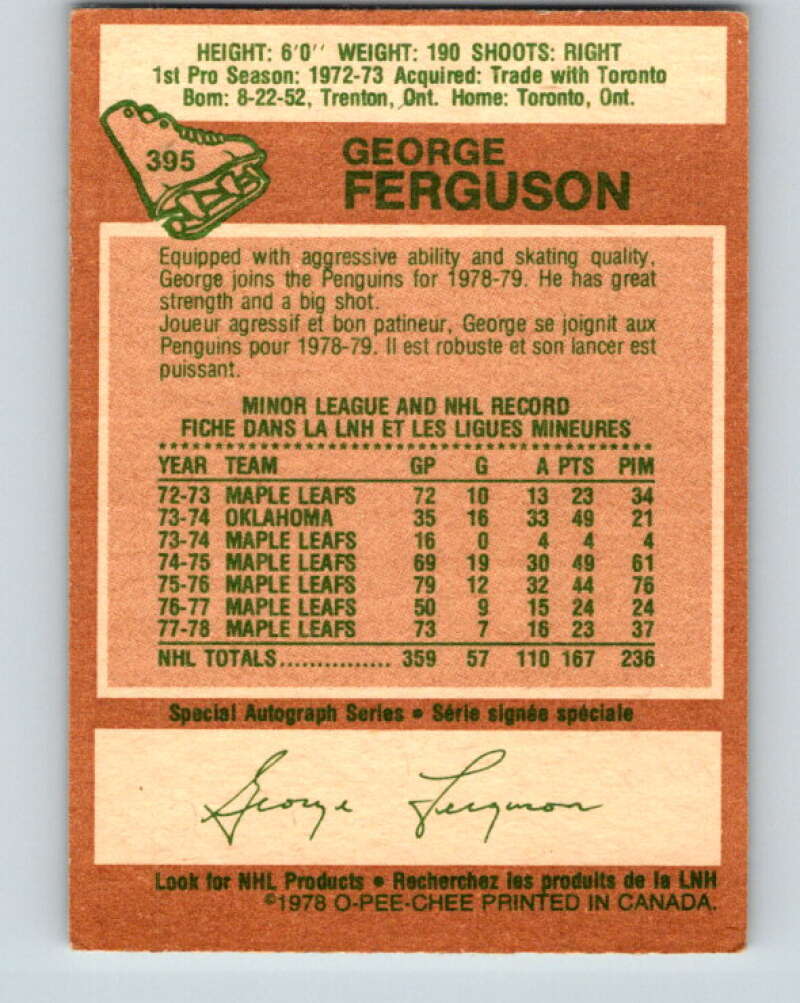 HEIGHT: 6'0'' WEIGHT: 190 SHOOTS: RIGHT
1st Pro Season: 1972-73 Acquired: Trade with Toronto
Born: 8-22-52, Trenton, Ont. Home: Toronto, Ont.
395
GEORGE
FERGUSON
Equipped with aggressive ability and skating quality,
George joins the Penguins for 1978-79. He has great
strength and a big shot.
Joueur agressif et bon patineur, George se joignit aux
Penguins pour 1978-79. Il est robuste et son lancer est
puissant.
MINOR LEAGUE AND NHL RECORD
FICHE DANS LA LNH ET LES LIGUES MINEURES
YEAR TEAM GP G A PTS PIM
72-73 MAPLE LEAFS 72 10 13 23 34
73-74 OKLAHOMA 35 16 33 49 21
73-74 MAPLE LEAFS 16 0 4 4 4
74-75 MAPLE LEAFS 69 19 30 49 61
75-76 MAPLE LEAFS 79 12 32 44 76
76-77 MAPLE LEAFS 50 9 15 24 24
77-78 MAPLE LEAFS 73 7 16 23 37
NHL TOTALS............... 359 57 110 167 236
Special Autograph Series • Série signée spéciale
George Ferguson
Look for NHL Products • Recherchez les produits de la LNH
©1978 O-PEE-CHEE PRINTED IN CANADA.